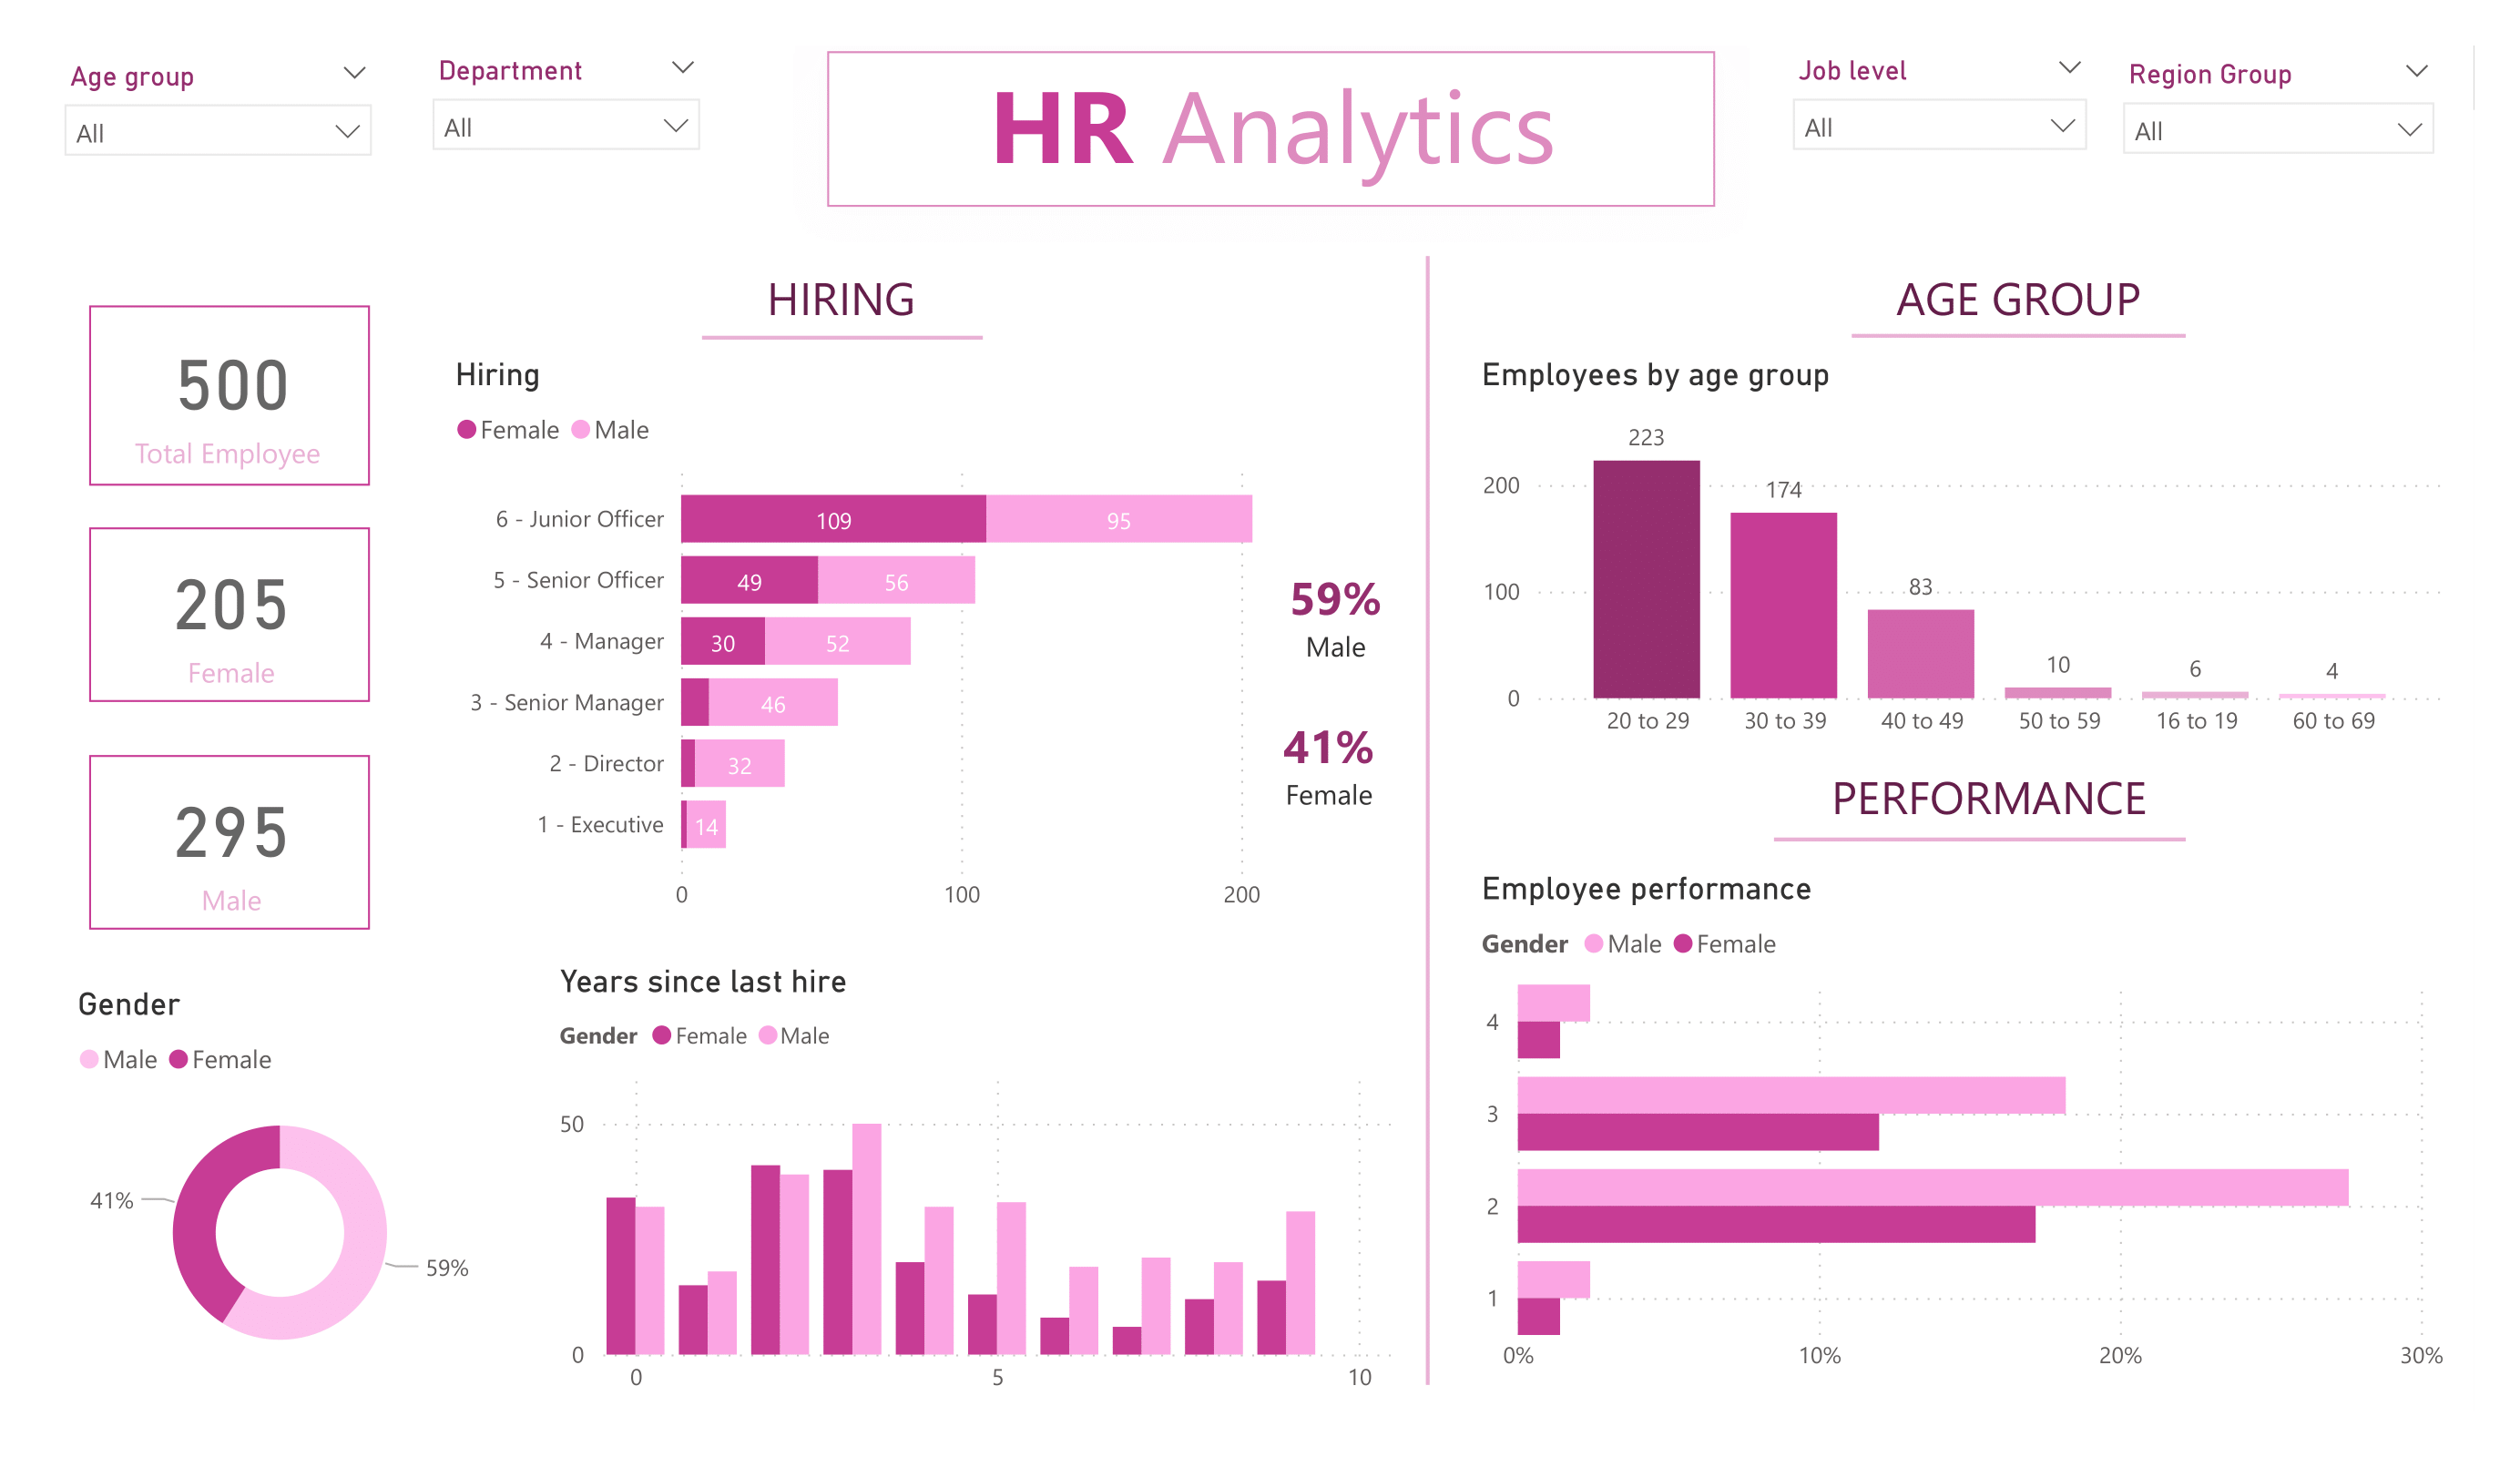 Age group
All
Department
All
HR Analytics
Job level
All
Region Group
All
500
Total Employee
205
Female
295
Male
Gender
Male Female
41%
59%
HIRING
Hiring
Female Male
6 - Junior Officer 109 95
5 - Senior Officer 49 56
4 - Manager 30 52
3 - Senior Manager 46
2 - Director 32
1 - Executive 14
0 100 200
59%
Male
41%
Female
Years since last hire
Gender Female Male
50
0
0 5 10
AGE GROUP
Employees by age group
200
100
0
223 174 83 10 6 4
20 to 29 30 to 39 40 to 49 50 to 59 16 to 19 60 to 69
PERFORMANCE
Employee performance
Gender Male Female
4
3
2
1
0% 10% 20% 30%